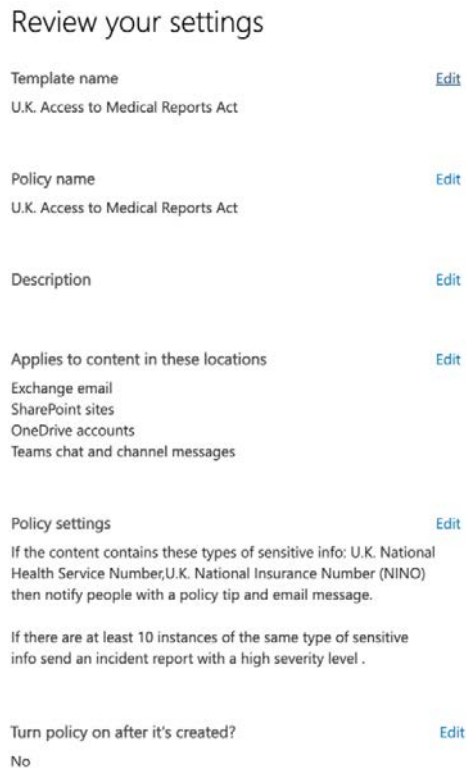 Review your settings
Template name Edit
U.K. Access to Medical Reports Act
Policy name Edit
U.K. Access to Medical Reports Act
Description Edit
Applies to content in these locations Edit
Exchange email
SharePoint sites
OneDrive accounts
Teams chat and channel messages
Policy settings Edit
If the content contains these types of sensitive info: U.K. National
Health Service Number,U.K. National Insurance Number (NINO)
then notify people with a policy tip and email message.
If there are at least 10 instances of the same type of sensitive
info send an incident report with a high severity level .
Turn policy on after it's created? Edit
No